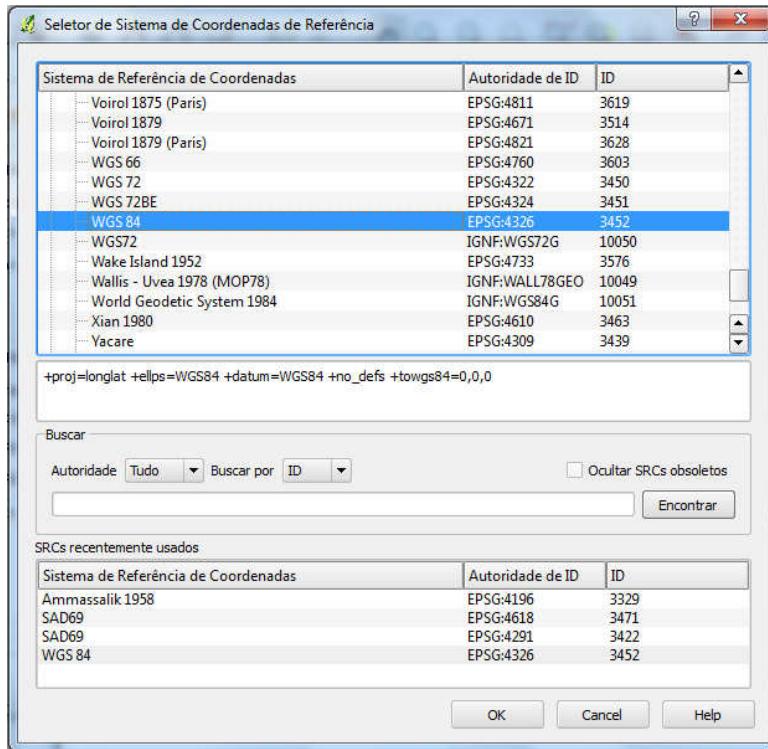 Seletor de Sistema de Coordenadas de Referência
Sistema de Referência de Coordenadas Autoridade de ID ID
Voirol 1875 (Paris) EPSG:4811 3619
Voirol 1879 EPSG:4671 3514
Voirol 1879 (Paris) EPSG:4821 3628
WGS 66 EPSG:4760 3603
WGS 72 EPSG:4322 3450
WGS 72BE EPSG:4324 3451
WGS 84 EPSG:4326 3452
WGS72 IGNF:WGS72G 10050
Wake Island 1952 EPSG:4733 3576
Wallis - Uvea 1978 (MOP78) IGNF:WALL78GEO 10049
World Geodetic System 1984 IGNF:WGS84G 10051
Xian 1980 EPSG:4610 3463
Yacare EPSG:4309 3439
+proj=longlat +ellps=WGS84 +datum=WGS84 +no_defs +towgs84=0,0,0
Buscar
Autoridade Tudo Buscar por ID Ocultar SRCs obsoletos
Encontrar
SRCs recentemente usados
Sistema de Referência de Coordenadas Autoridade de ID ID
Ammassalik 1958 EPSG:4196 3329
SAD69 EPSG:4618 3471
SAD69 EPSG:4291 3422
WGS 84 EPSG:4326 3452
OK Cancel Help